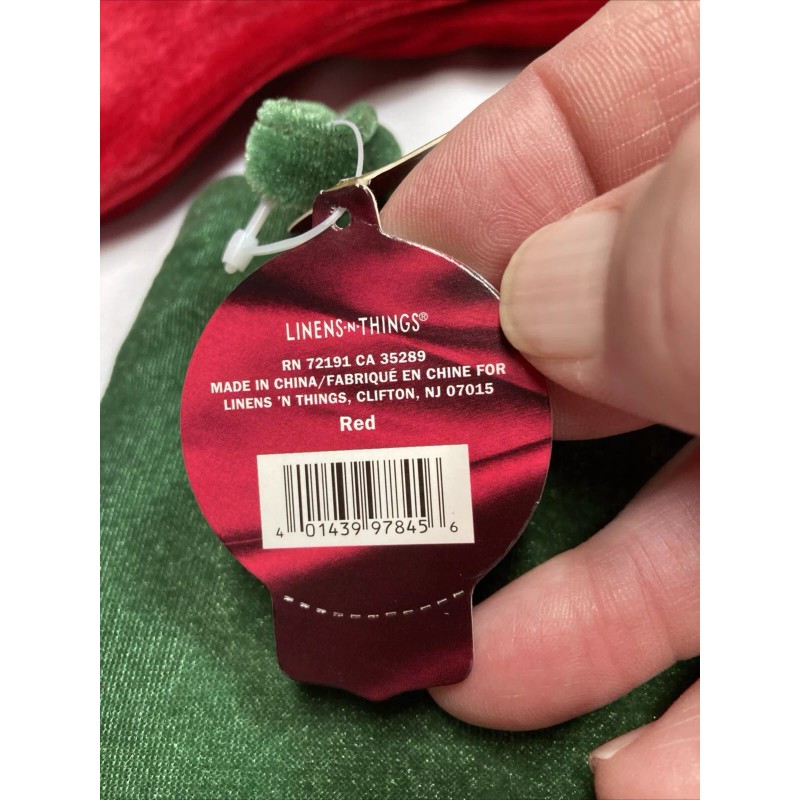 LINENS·N·THINGS®
RN 72191 CA 35289
MADE IN CHINA/FABRIQUÉ EN CHINE FOR
LINENS 'N THINGS, CLIFTON, NJ 07015
Red
4 01439 97845 6